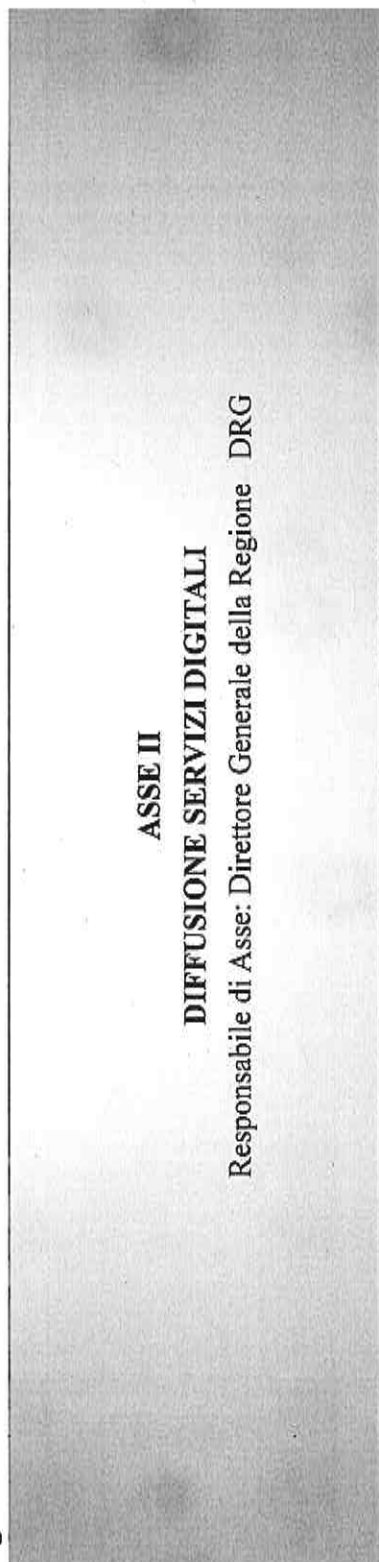 ASSE II
DIFFUSIONE SERVIZI DIGITALI
Responsabile di Asse: Direttore Generale della Regione DRG